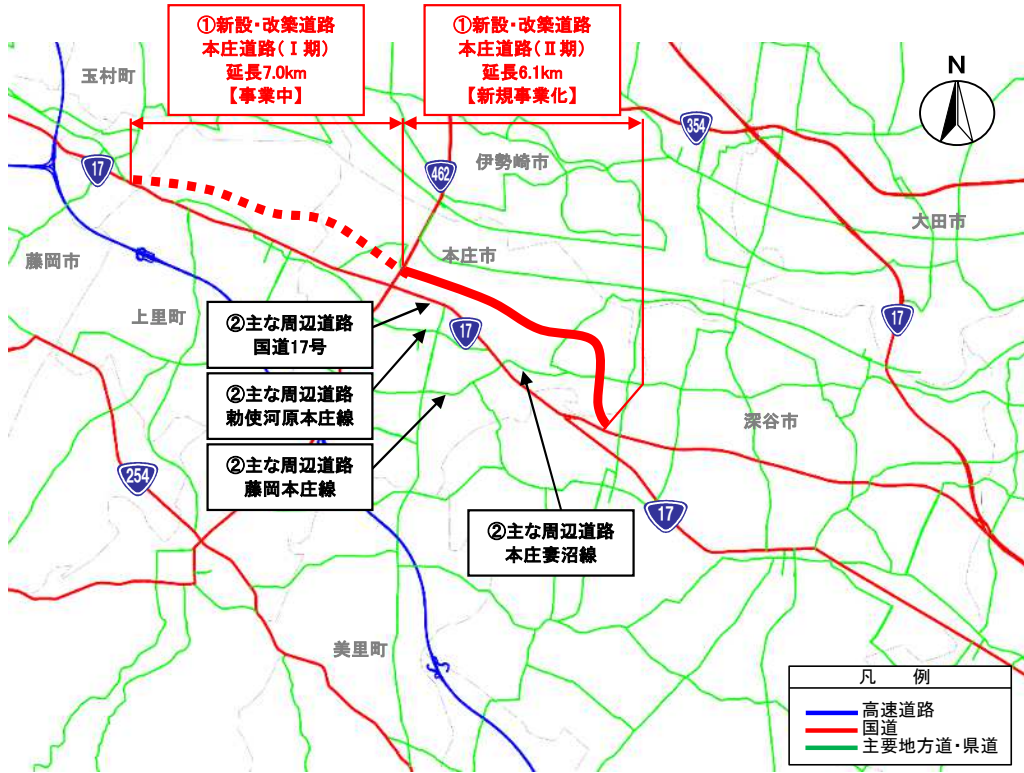 ①新設・改築道路
本庄道路(Ⅰ期)
延長7.0km
【事業中】
①新設・改築道路
本庄道路(Ⅱ期)
延長6.1km
【新規事業化】
N
玉村町
17
462
354
伊勢崎市
大田市
藤岡市
本庄市
上里町
②主な周辺道路
国道17号
17
17
②主な周辺道路
勅使河原本庄線
深谷市
②主な周辺道路
藤岡本庄線
254
17
②主な周辺道路
本庄妻沼線
美里町
凡 例
高速道路
国道
主要地方道・県道